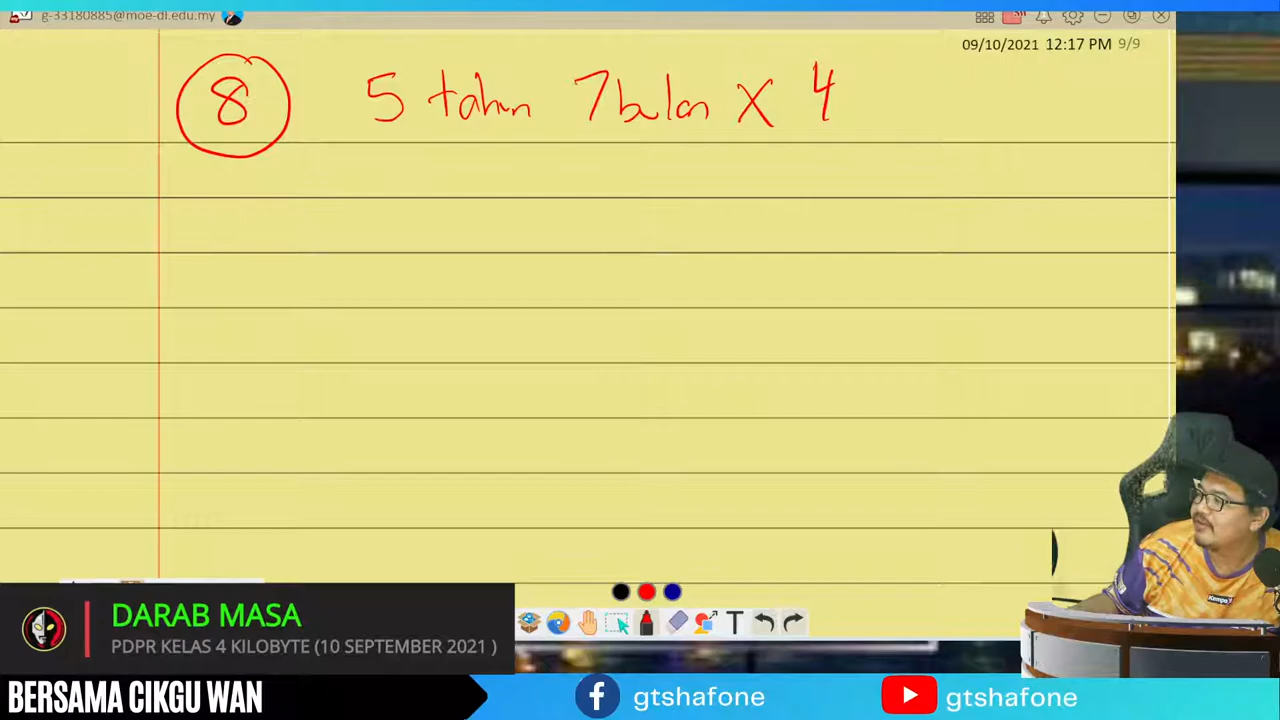 g-33180885@moe-dl.edu.my
09/10/2021 12:17 PM 9/9
8 5 tahun 7 bulan x 4
DARAB MASA
PDPR KELAS 4 KILOBYTE (10 SEPTEMBER 2021 )
BERSAMA CIKGU WAN
gtshafone
gtshafone